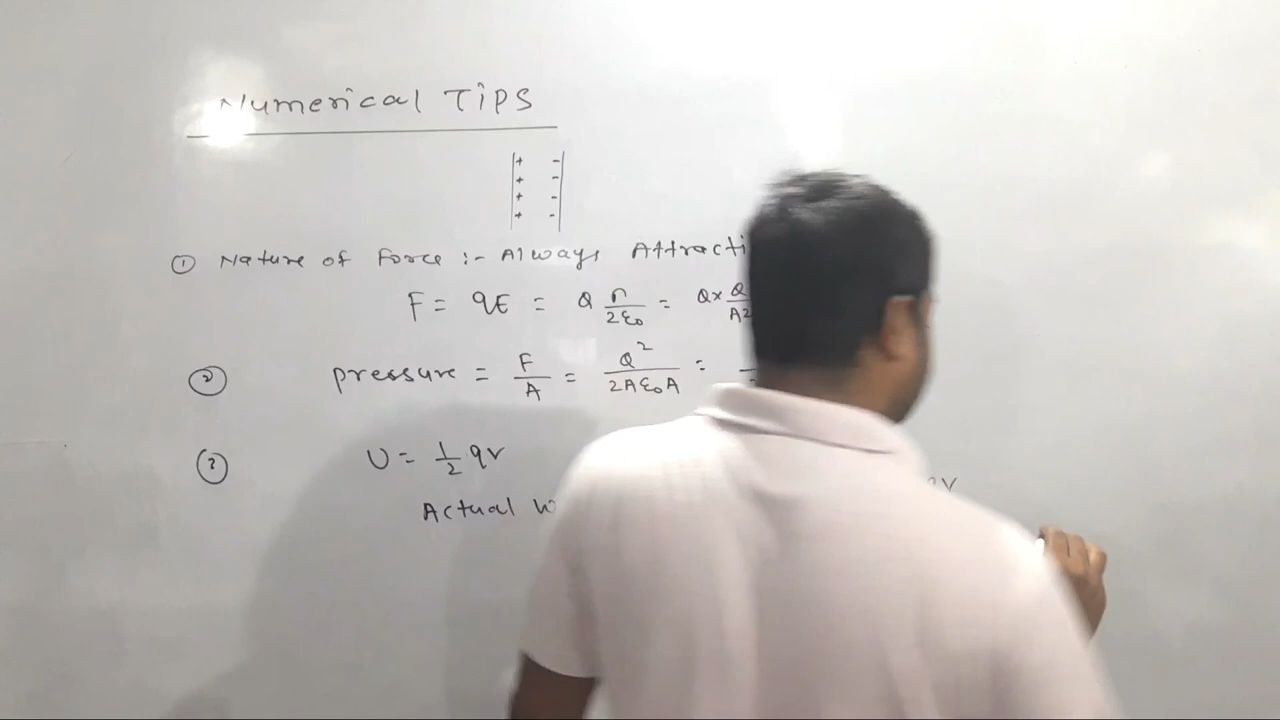 Numerical Tips
+ -
+ -
+ -
+ -
① Nature of Force :- Always Attracti
F = qE = Q σ/2ε₀ = Q×Q/A2
② pressure = F/A = Q²/2Aε₀A =
③ U = 1/2 qv
Actual